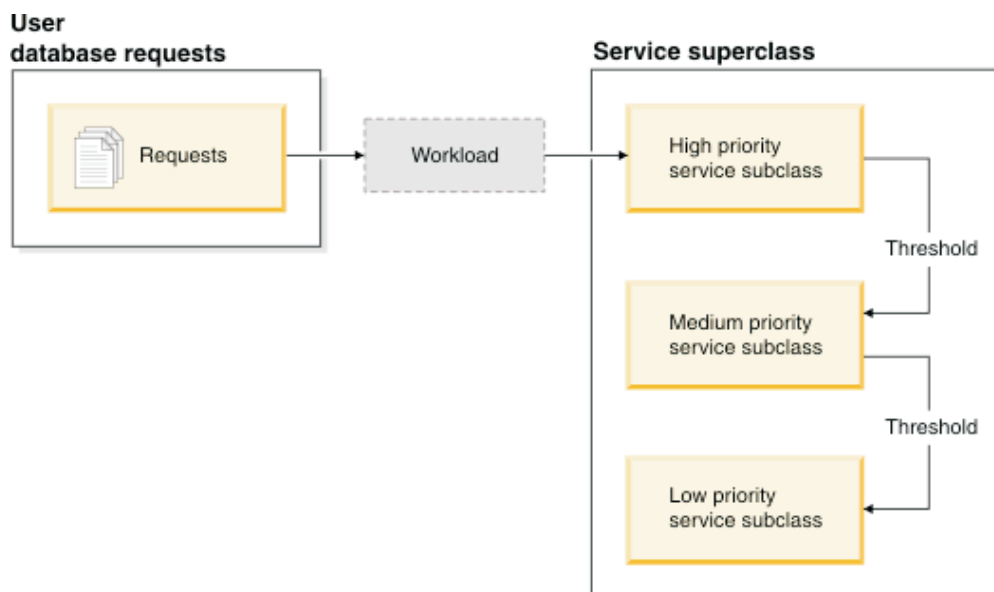 User
database requests
Requests
Workload
Service superclass
High priority
service subclass
Threshold
Medium priority
service subclass
Threshold
Low priority
service subclass